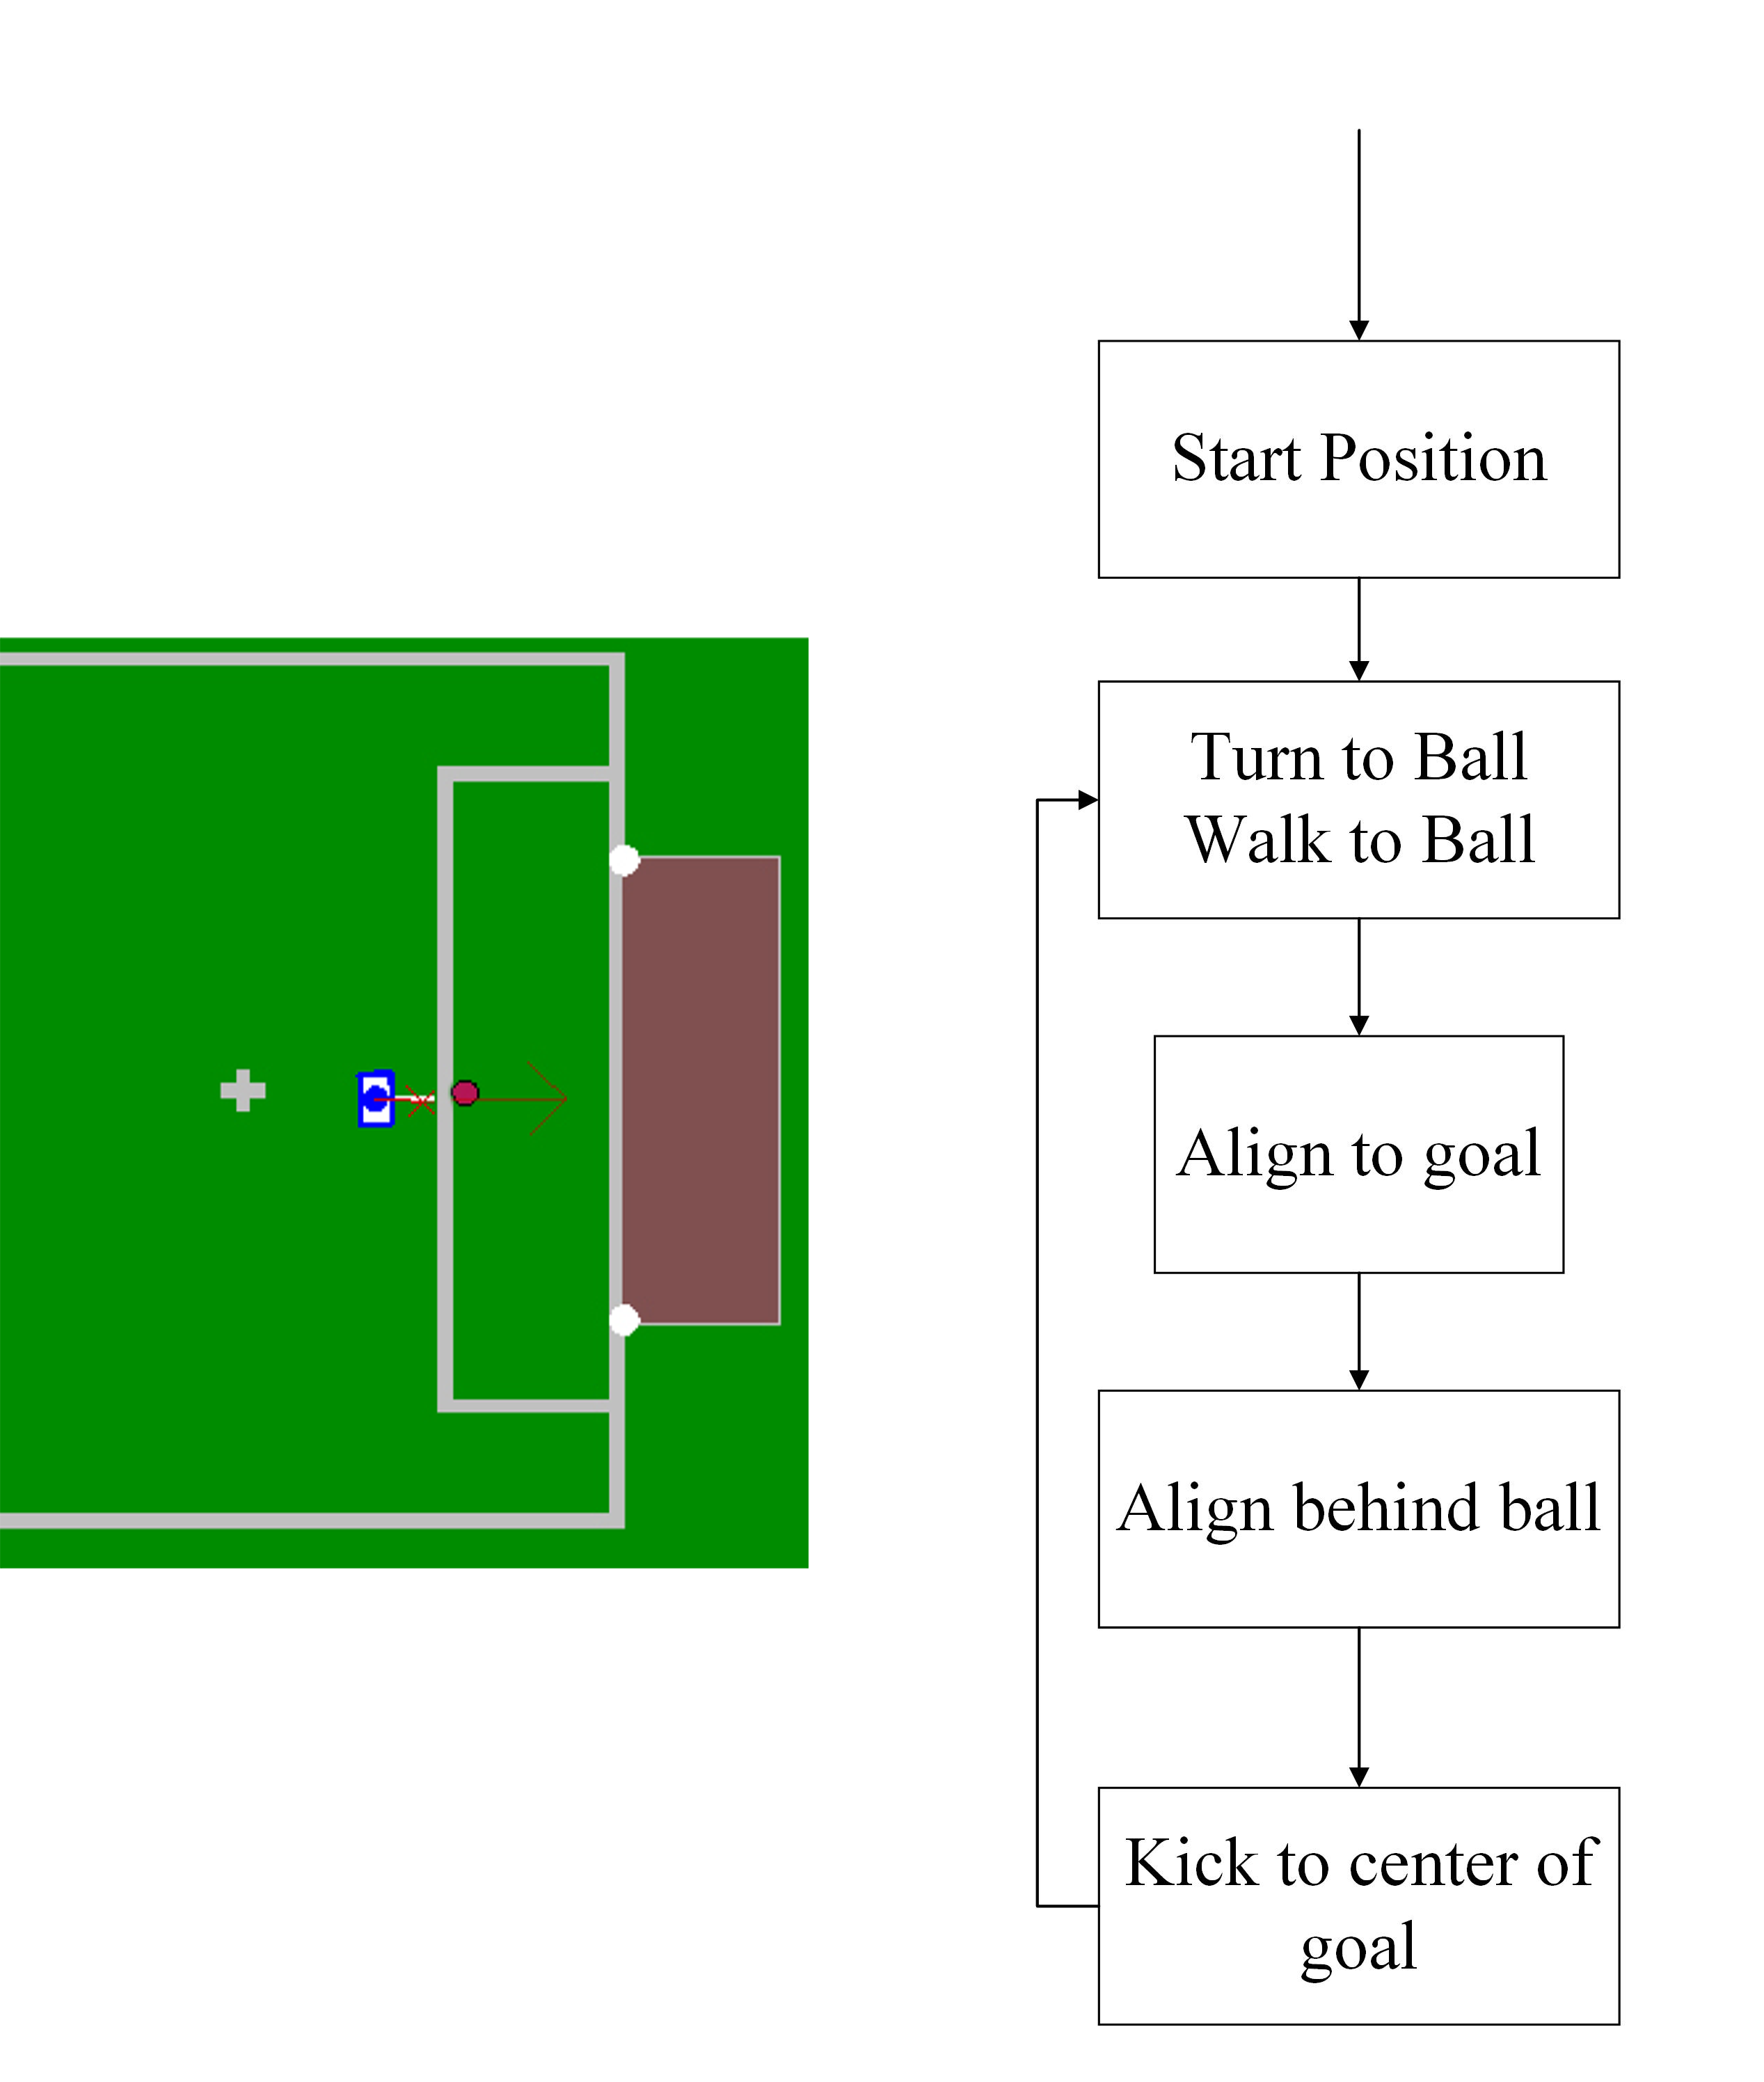 Start Position
Turn to Ball
Walk to Ball
Align to goal
Align behind ball
Kick to center of
goal